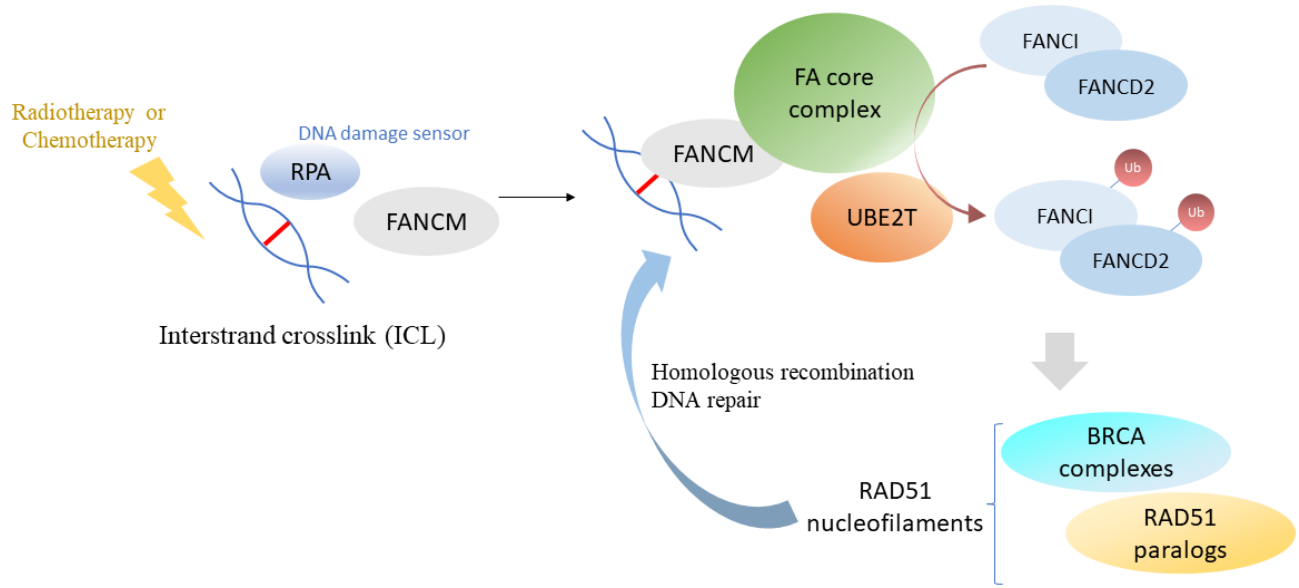 Radiotherapy or
Chemotherapy
DNA damage sensor
RPA
FANCM
Interstrand crosslink (ICL)
FANCM
FA core
complex
UBE2T
FANCI
FANCD2
Ub
Ub
FANCI
FANCD2
Homologous recombination
DNA repair
RAD51
nucleofilaments
BRCA
complexes
RAD51
paralogs